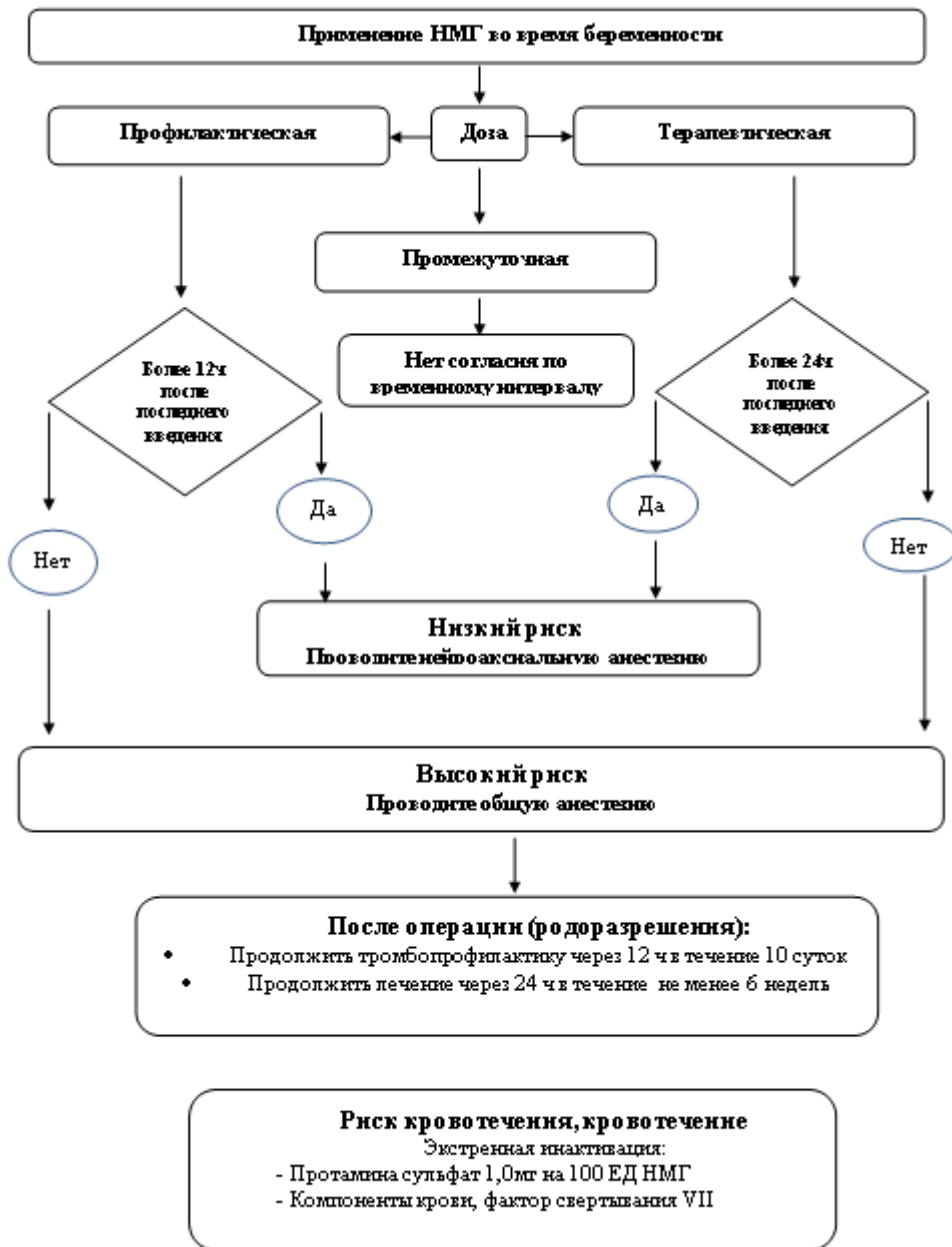 Применение НМГ во время беременности
Профилактическая
Доза
Терапевтическая
Промежуточная
Нет согласия по
временному интервалу
Более 12ч
после
последнего
введения
Более 24ч
после
последнего
введения
Нет
Да
Да
Нет
Низкий риск
Проводите нейроаксиальную анестезию
Высокий риск
Проводите общую анестезию
После операции (родоразрешения):
• Продолжить тромбопрофилактику через 12 ч в течение 10 суток
• Продолжить лечение через 24 ч в течение не менее 6 недель
Риск кровотечения, кровотечение
Экстренная инактивация:
- Протамина сульфат 1,0мг на 100 ЕД НМГ
- Компоненты крови, фактор свертывания VII